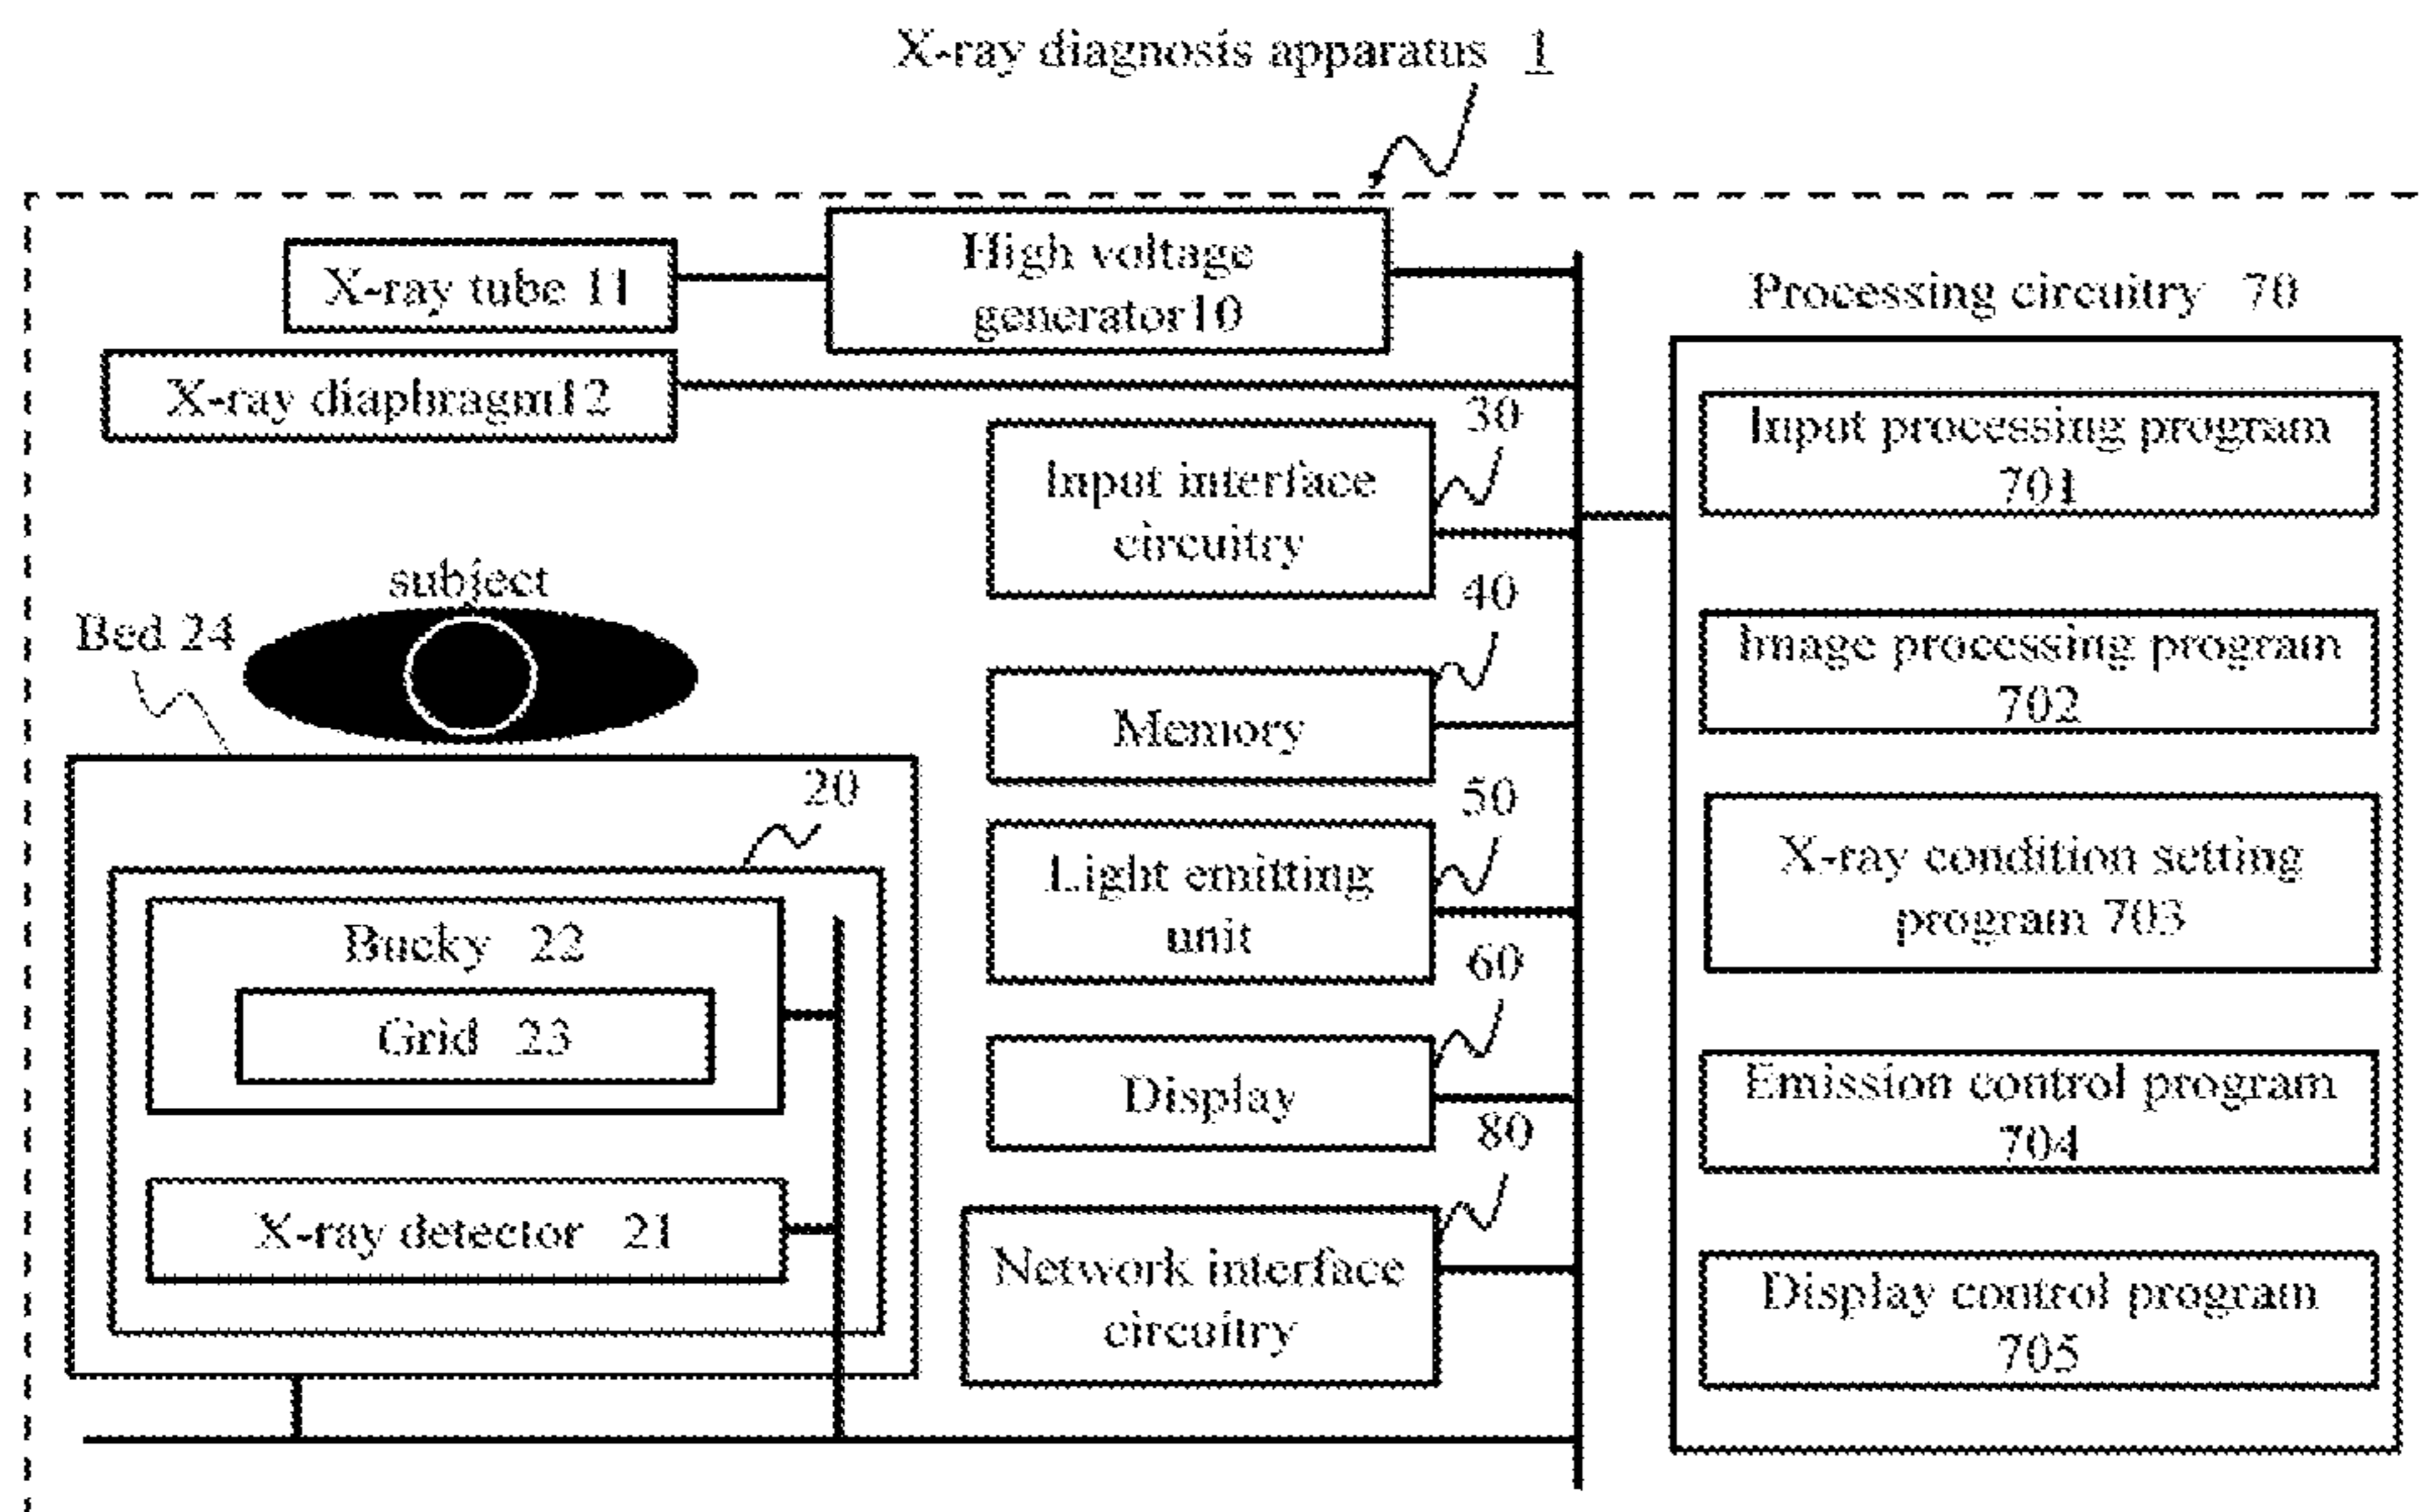 X-ray diagnosis apparatus 1
X-ray tube 11
High voltage
generator10
X-ray diaphragm12
Processing circuitry 70
30
Input interface
circuitry
Input processing program
701
subject
Bed 24
40
Memory
Image processing program
702
20
50
Light emitting
unit
X-ray condition setting
program 703
Bucky 22
Grid 23
60
Display
Emission control program
704
X-ray detector 21
80
Network interface
circuitry
Display control program
705